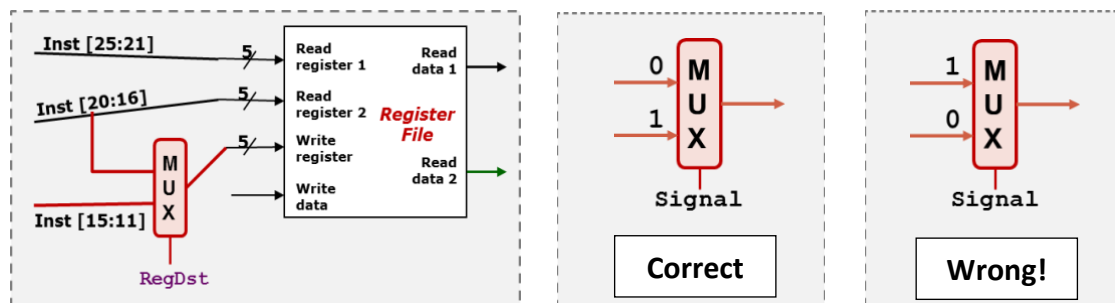 Inst [25:21]
5
Read
register 1
Read
data 1
Inst [20:16]
5
Read
register 2
Register
File
5
Write
register
M
U
X
Read
data 2
Write
data
Inst [15:11]
RegDst
0
1
M
U
X
Signal
Correct
1
0
M
U
X
Signal
Wrong!